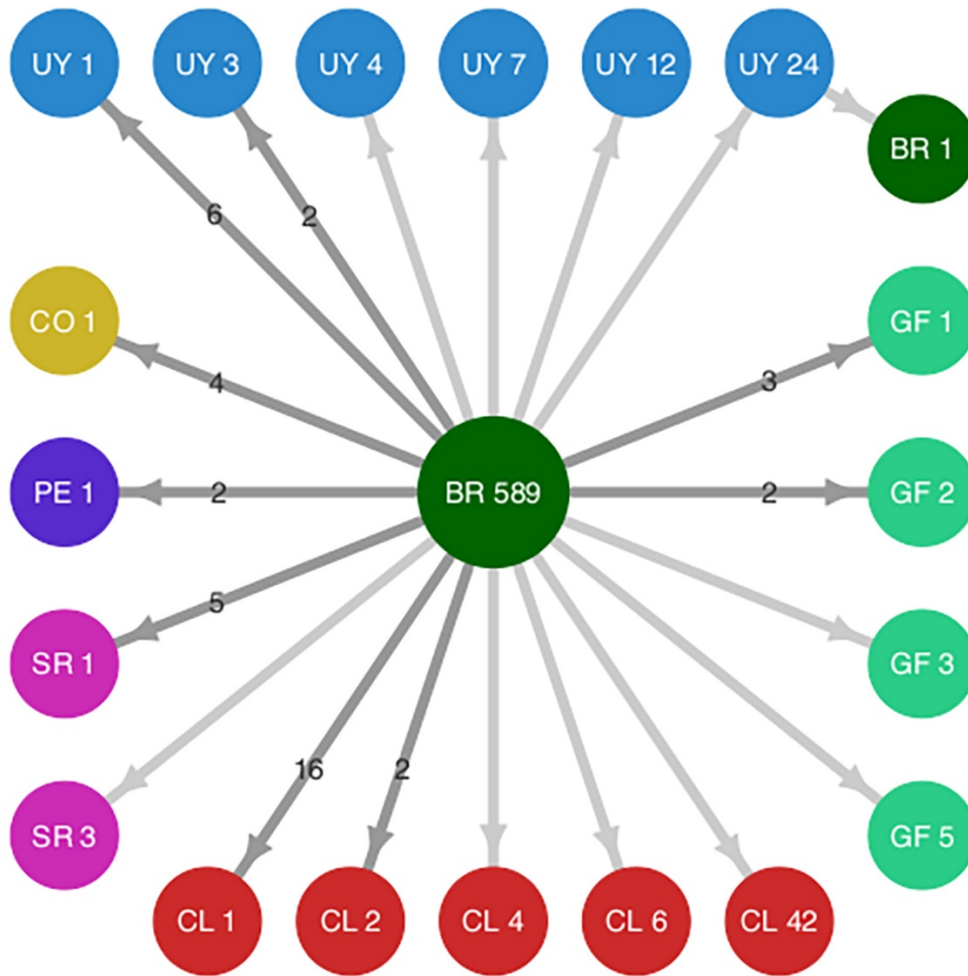 UY 1 UY 3 UY 4 UY 7 UY 12 UY 24
BR 1
6 2
CO 1 GF 1
4 3
PE 1 2 BR 589 2 GF 2
5
SR 1 GF 3
16 2
SR 3 GF 5
CL 1 CL 2 CL 4 CL 6 CL 42